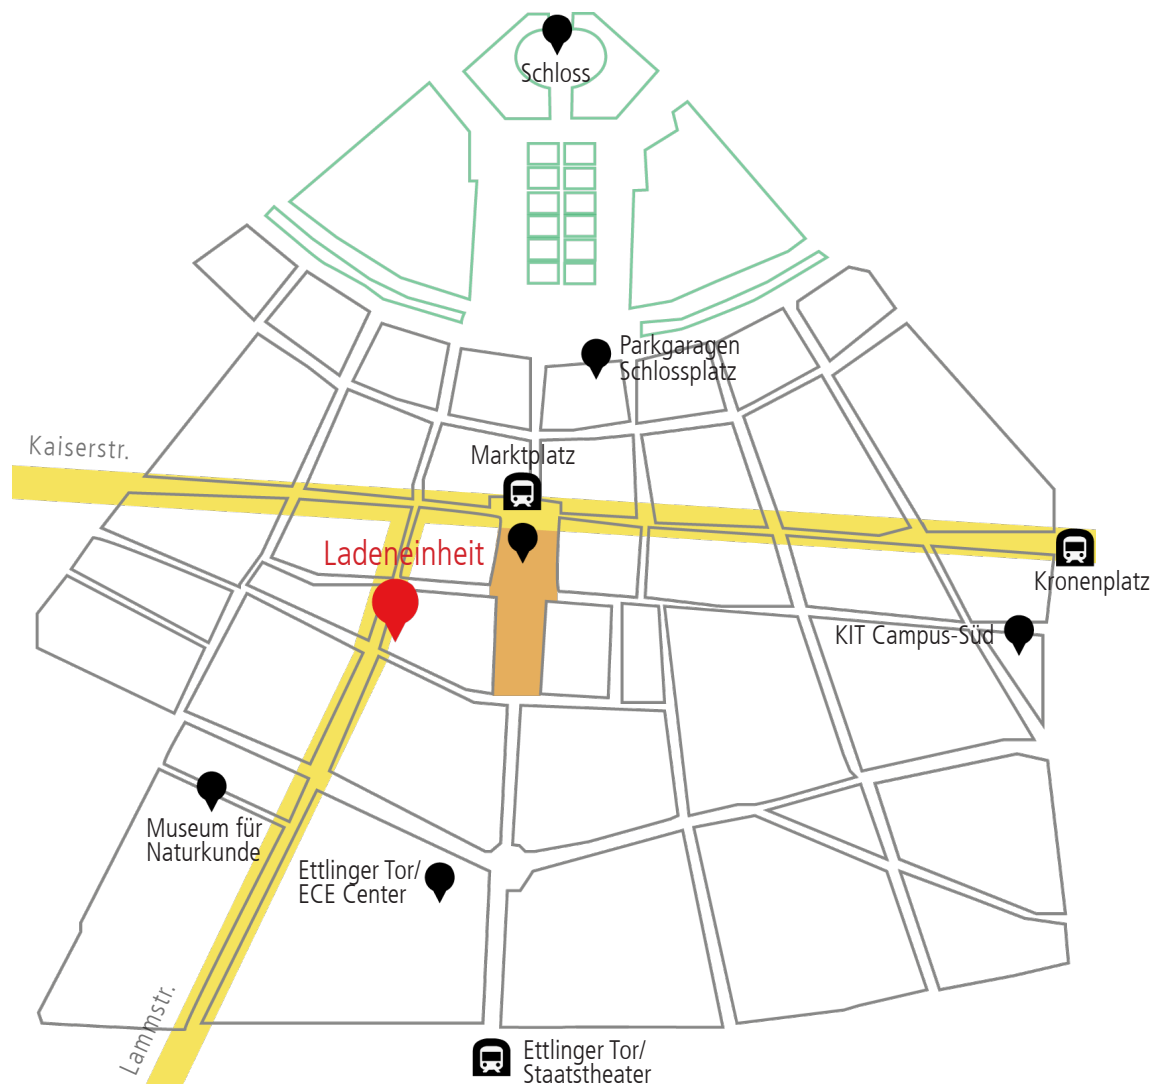 Schloss
Parkgaragen
Schlossplatz
Kaiserstr.
Marktplatz
Ladeneinheit
Kronenplatz
KIT Campus-Süd
Museum für
Naturkunde
Ettlinger Tor/
ECE Center
Lammstr.
Ettlinger Tor/
Staatstheater